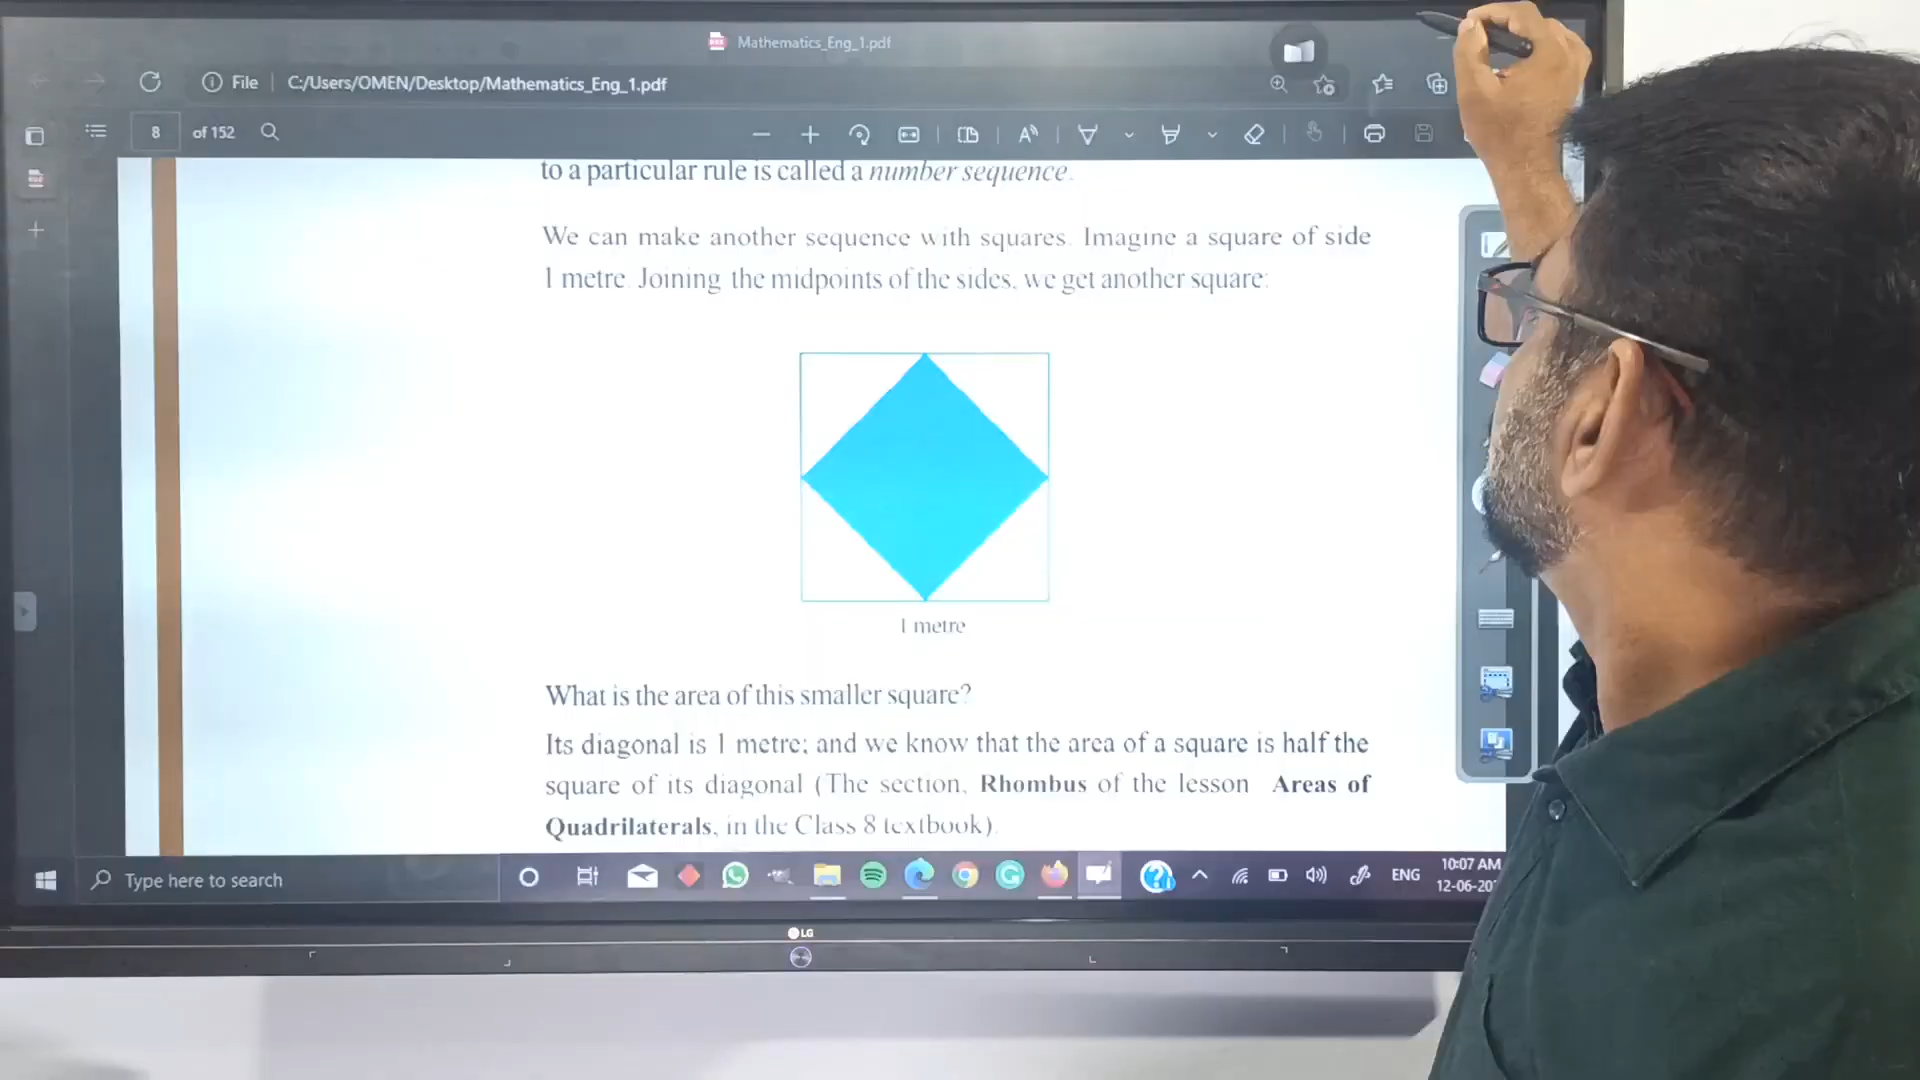 Mathematics_Eng_1.pdf
File
C:/Users/OMEN/Desktop/Mathematics_Eng_1.pdf
8 of 152
to a particular rule is called a number sequence.
We can make another sequence with squares. Imagine a square of side
1 metre. Joining the midpoints of the sides, we get another square:
1 metre
What is the area of this smaller square?
Its diagonal is 1 metre; and we know that the area of a square is half the
square of its diagonal (The section, Rhombus of the lesson Areas of
Quadrilaterals, in the Class 8 textbook).
Type here to search
ENG
10:07 AM
12-06-20
LG